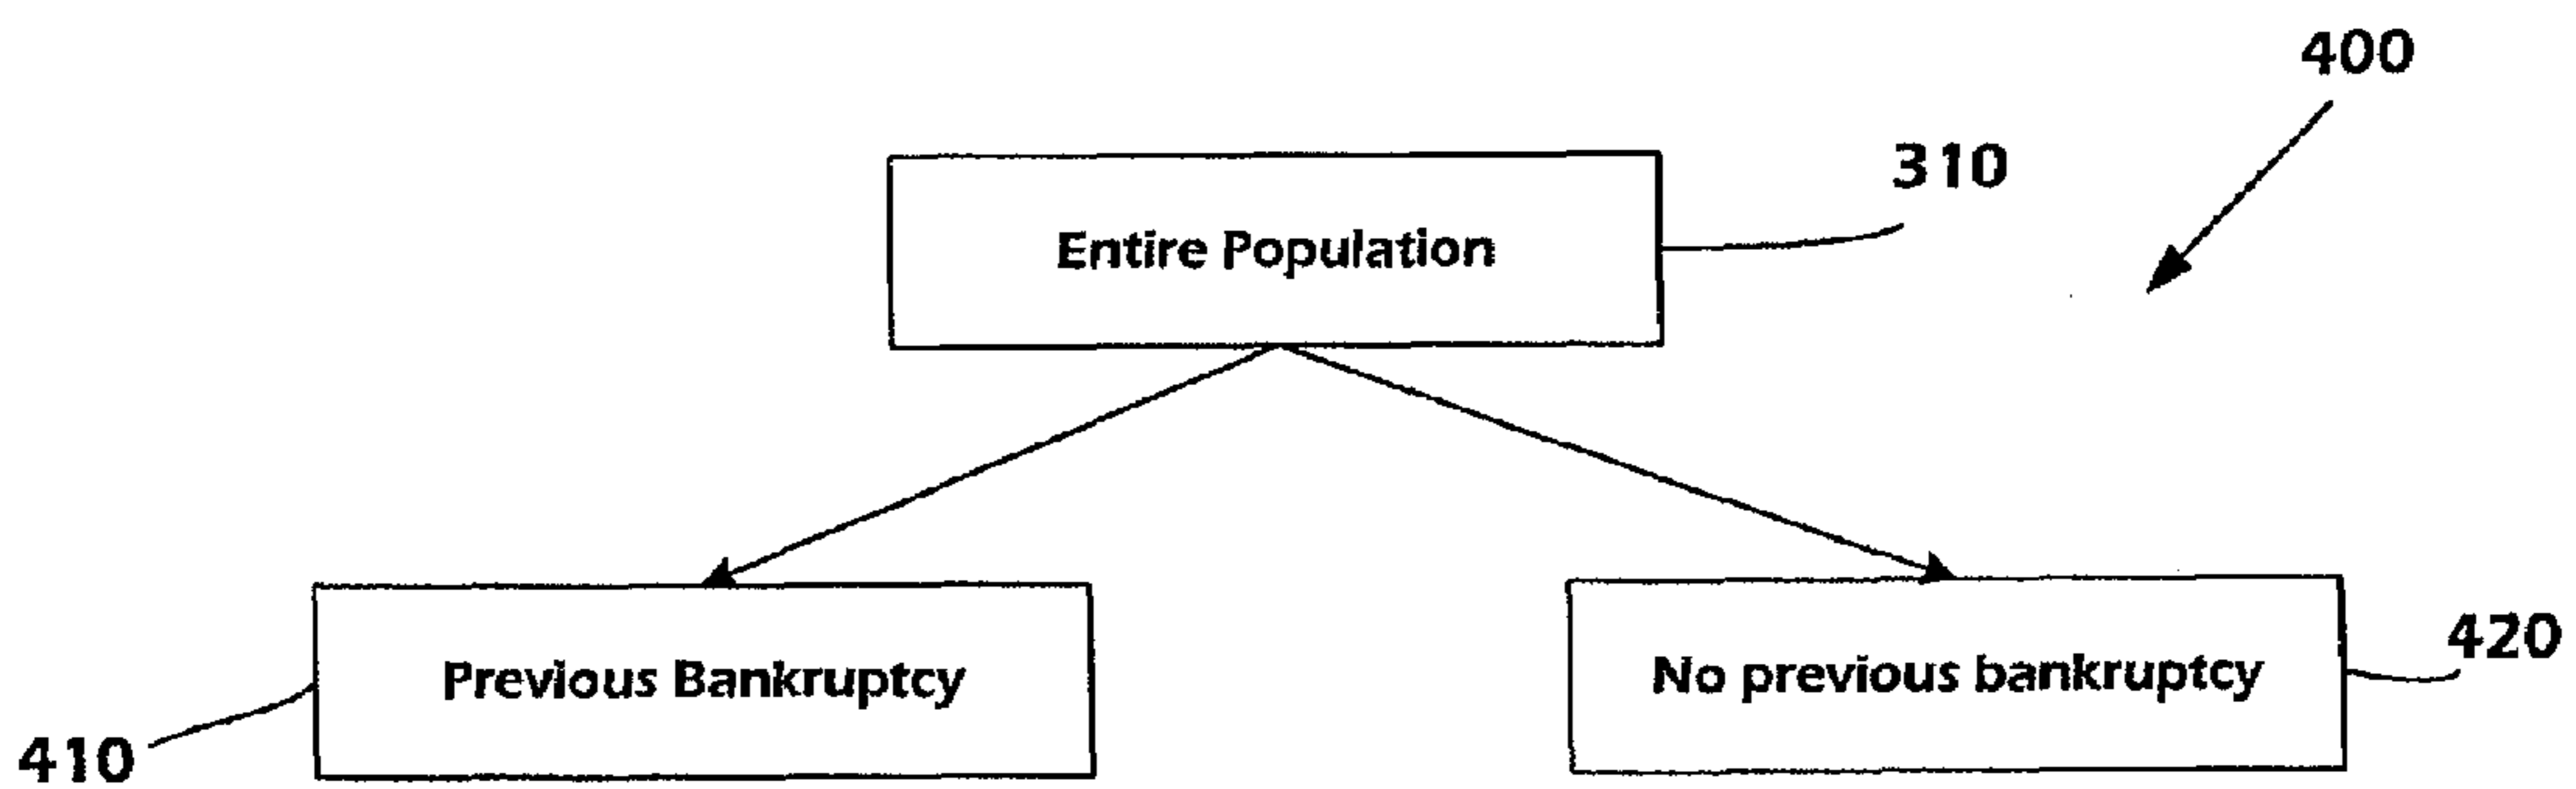 400
310
Entire Population
Previous Bankruptcy
No previous bankruptcy
420
410